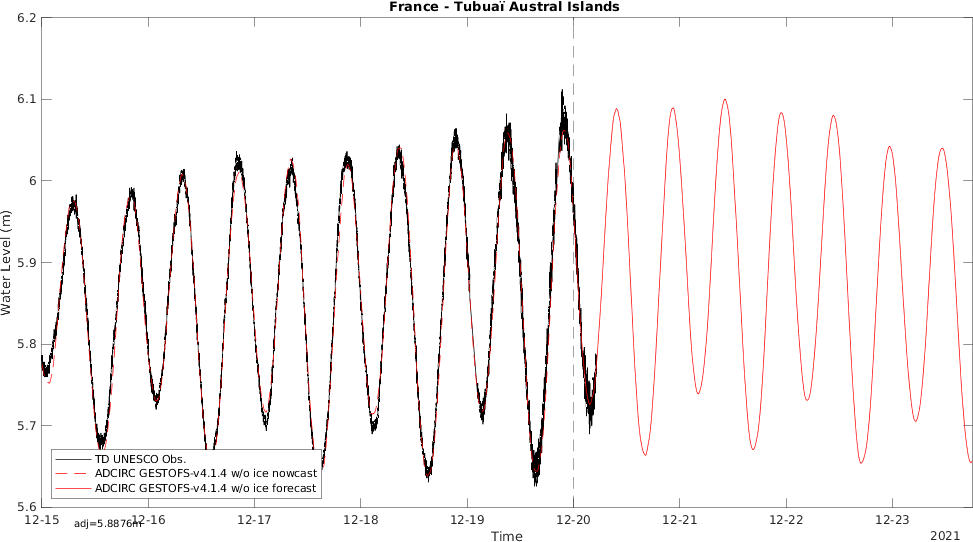 France - Tubuaï Austral Islands
6.2
6.1
6
5.9
5.8
5.7
5.6
Water Level (m)
TD UNESCO Obs.
ADCIRC GESTOFS-v4.1.4 w/o ice nowcast
ADCIRC GESTOFS-v4.1.4 w/o ice forecast
12-15 12-16 12-17 12-18 12-19 12-20 12-21 12-22 12-23
adj=5.8876m
Time
2021